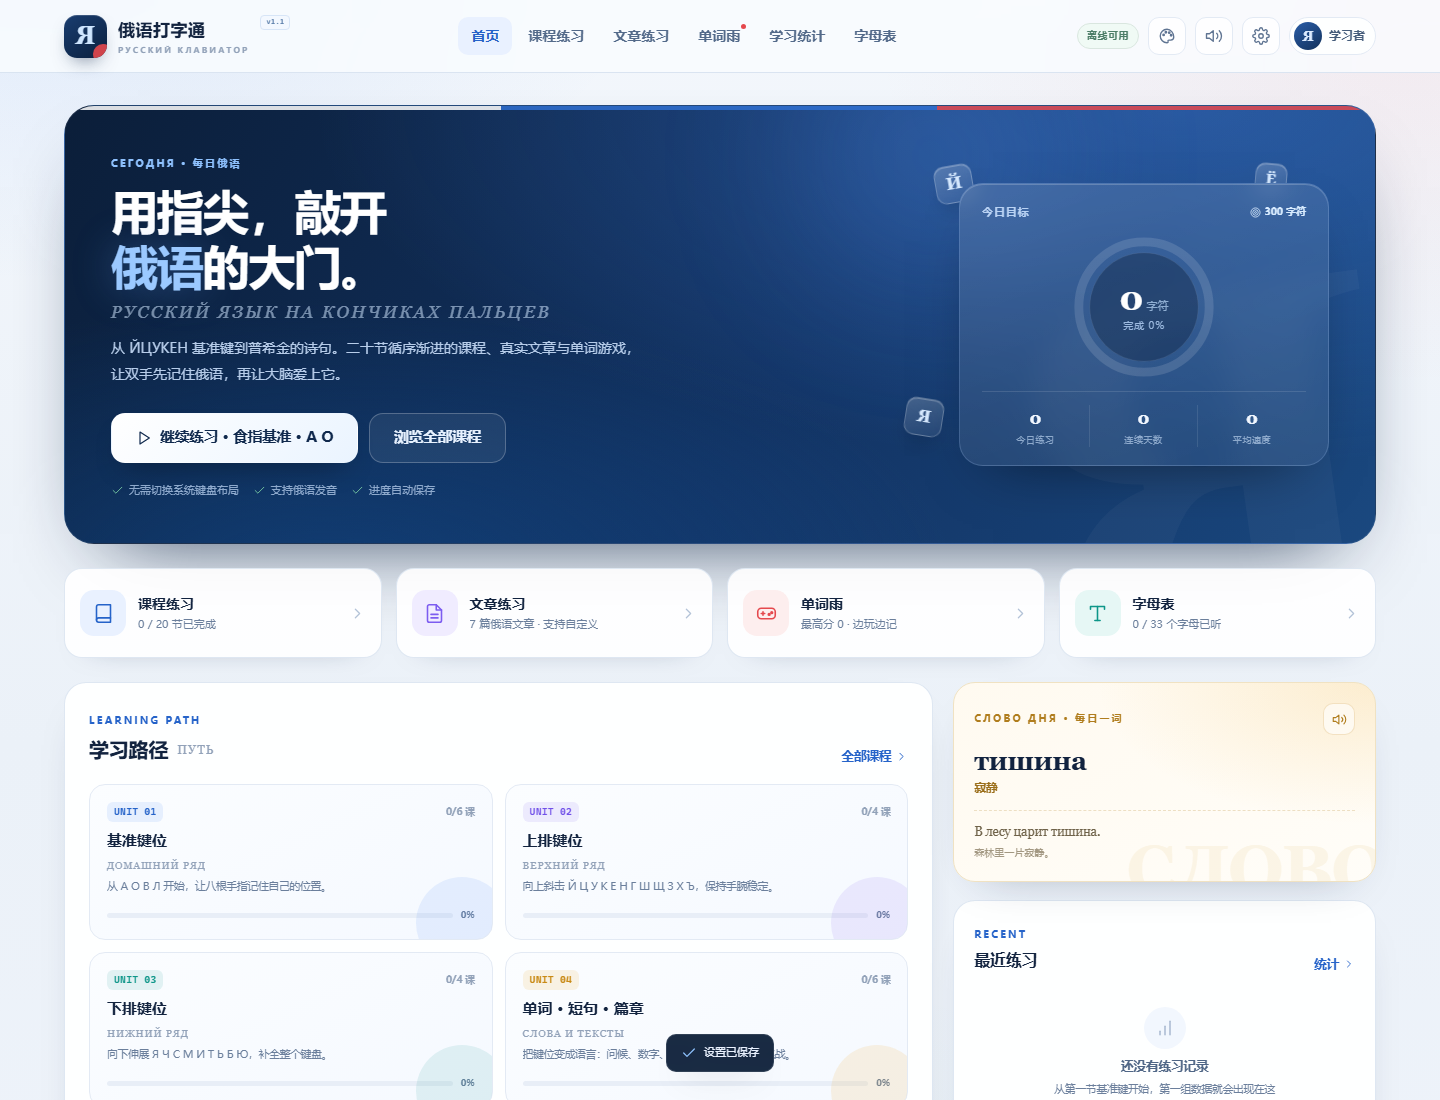 Я
俄语打字通
РУССКИЙ КЛАВИАТОР
v1.1
首页
课程练习
文章练习
单词雨
学习统计
字母表
离线可用
Я 学习者
СЕГОДНЯ • 每日俄语
用指尖，敲开
俄语的大门。
РУССКИЙ ЯЗЫК НА КОНЧИКАХ ПАЛЬЦЕВ
从 ЙЦУКЕН 基准键到普希金的诗句。二十节循序渐进的课程、真实文章与单词游戏，
让双手先记住俄语，再让大脑爱上它。
继续练习 • 食指基准 • А О
浏览全部课程
无需切换系统键盘布局
支持俄语发音
进度自动保存
Й
Ё
Я
今日目标
300 字符
0 字符
完成 0%
0
今日练习
0
连续天数
0
平均速度
课程练习
0 / 20 节已完成
文章练习
7 篇俄语文章 · 支持自定义
单词雨
最高分 0 · 边玩边记
字母表
0 / 33 个字母已听
LEARNING PATH
学习路径 ПУТЬ
全部课程
UNIT 01
0/6 课
基准键位
ДОМАШНИЙ РЯД
从 А О В Л 开始，让八根手指记住自己的位置。
0%
UNIT 02
0/4 课
上排键位
ВЕРХНИЙ РЯД
向上斜击 Й Ц У К Е Н Г Ш Щ З Х Ъ，保持手腕稳定。
0%
UNIT 03
0/4 课
下排键位
НИЖНИЙ РЯД
向下伸展 Я Ч С М И Т Ь Б Ю，补全整个键盘。
0%
UNIT 04
0/6 课
单词 • 短句 • 篇章
СЛОВА И ТЕКСТЫ
把键位变成语言：问候、数字、
战。
0%
设置已保存
СЛОВО ДНЯ • 每日一词
тишина
寂静
В лесу царит тишина.
森林里一片寂静。
СЛОВО
RECENT
最近练习
统计
还没有练习记录
从第一节基准键开始，第一组数据就会出现在这